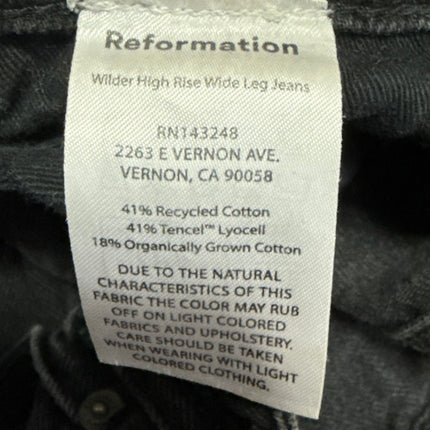 Reformation
Wilder High Rise Wide Leg Jeans
RN143248
2263 E VERNON AVE.
VERNON, CA 90058
41% Recycled Cotton
41% Tencel™ Lyocell
18% Organically Grown Cotton
DUE TO THE NATURAL
CHARACTERISTICS OF THIS
FABRIC THE COLOR MAY RUB
OFF ON LIGHT COLORED
FABRICS AND UPHOLSTERY.
CARE SHOULD BE TAKEN
WHEN WEARING WITH LIGHT
COLORED CLOTHING.